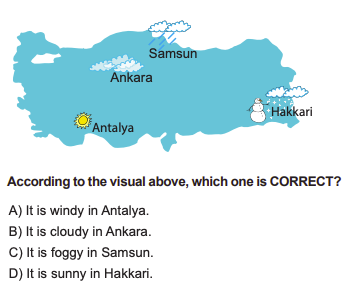 Samsun
Ankara
Hakkari
Antalya
According to the visual above, which one is CORRECT?
A) It is windy in Antalya.
B) It is cloudy in Ankara.
C) It is foggy in Samsun.
D) It is sunny in Hakkari.